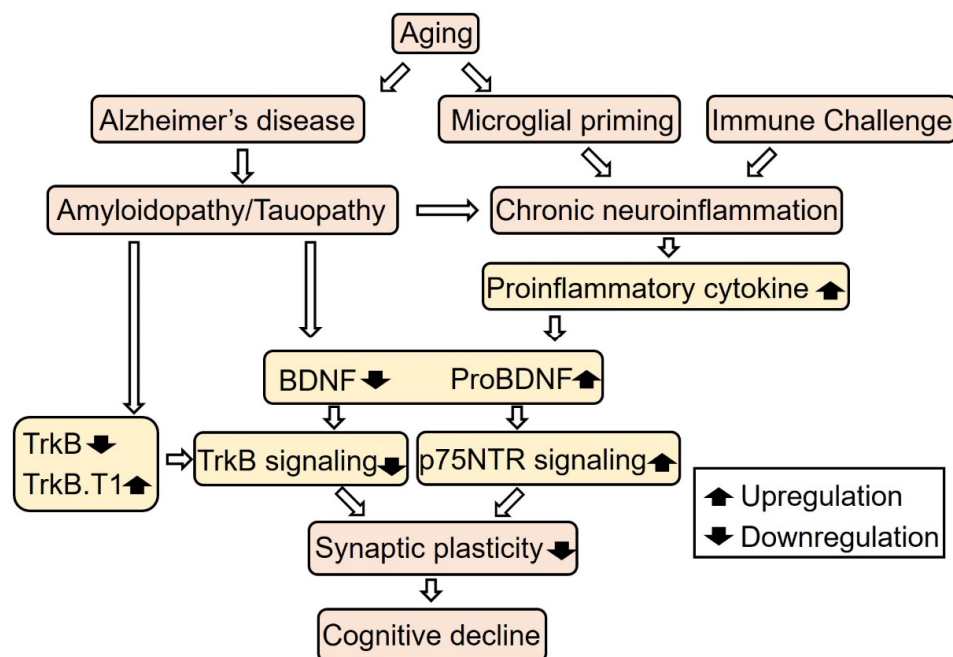 Aging
Alzheimer's disease
Microglial priming
Immune Challenge
Amyloidopathy/Tauopathy
Chronic neuroinflammation
Proinflammatory cytokine
BDNF
ProBDNF
TrkB
TrkB.T1
TrkB signaling
p75NTR signaling
Upregulation
Downregulation
Synaptic plasticity
Cognitive decline